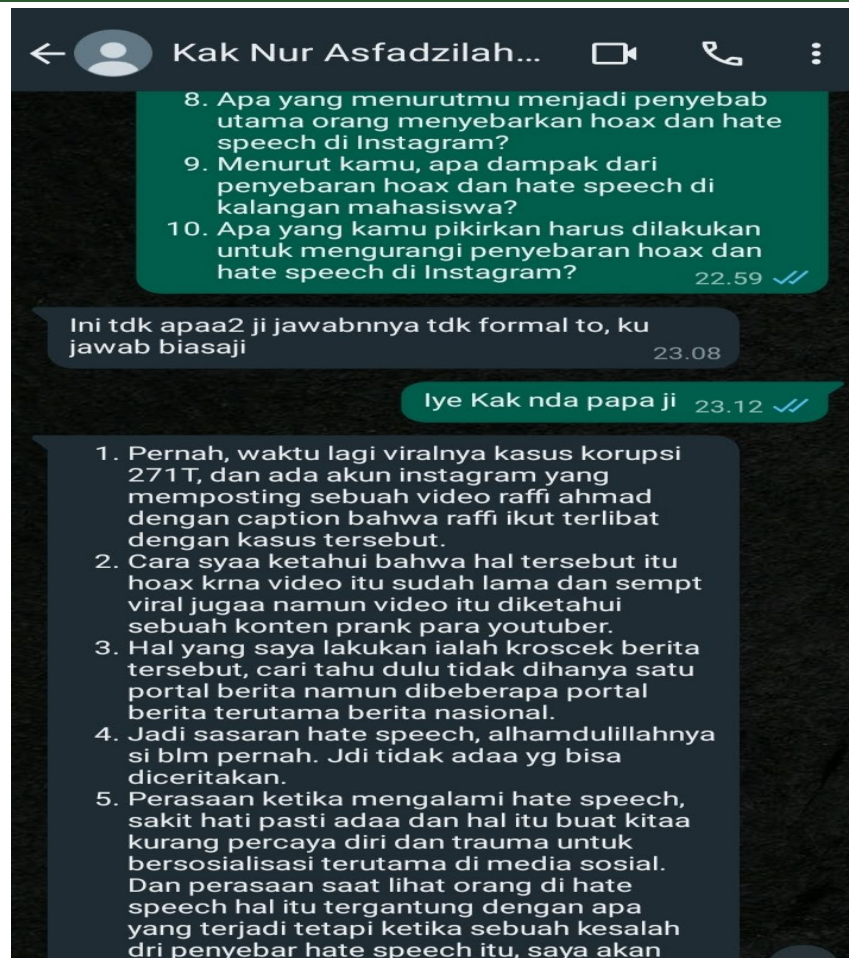 Kak Nur Asfadzilah...
8. Apa yang menurutmu menjadi penyebab
utama orang menyebarkan hoax dan hate
speech di Instagram?
9. Menurut kamu, apa dampak dari
penyebaran hoax dan hate speech di
kalangan mahasiswa?
10. Apa yang kamu pikirkan harus dilakukan
untuk mengurangi penyebaran hoax dan
hate speech di Instagram?
22.59
Ini tdk apaa2 ji jawabnnya tdk formal to, ku
jawab biasaji
23.08
Iye Kak nda papa ji 23.12
1. Pernah, waktu lagi viralnya kasus korupsi
271T, dan ada akun instagram yang
memposting sebuah video raffi ahmad
dengan caption bahwa raffi ikut terlibat
dengan kasus tersebut.
2. Cara syaa ketahui bahwa hal tersebut itu
hoax krna video itu sudah lama dan sempt
viral jugaa namun video itu diketahui
sebuah konten prank para youtuber.
3. Hal yang saya lakukan ialah kroscek berita
tersebut, cari tahu dulu tidak dihanya satu
portal berita namun dibeberapa portal
berita terutama berita nasional.
4. Jadi sasaran hate speech, alhamdulillahnya
si blm pernah. Jdi tidak adaa yg bisa
diceritakan.
5. Perasaan ketika mengalami hate speech,
sakit hati pasti adaa dan hal itu buat kitaa
kurang percaya diri dan trauma untuk
bersosialisasi terutama di media sosial.
Dan perasaan saat lihat orang di hate
speech hal itu tergantung dengan apa
yang terjadi tetapi ketika sebuah kesalah
dri penyebar hate speech itu, saya akan